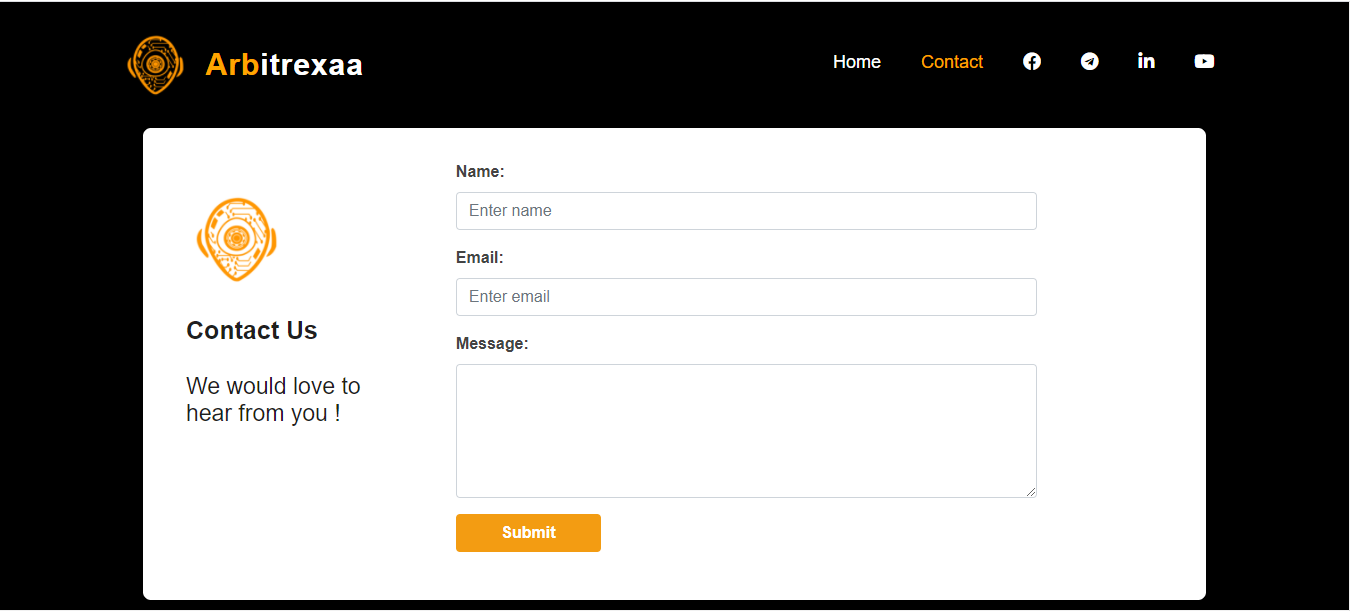 Arbitrexaa
Home
Contact
Name:
Enter name
Email:
Enter email
Message:
Contact Us
We would love to
hear from you !
Submit